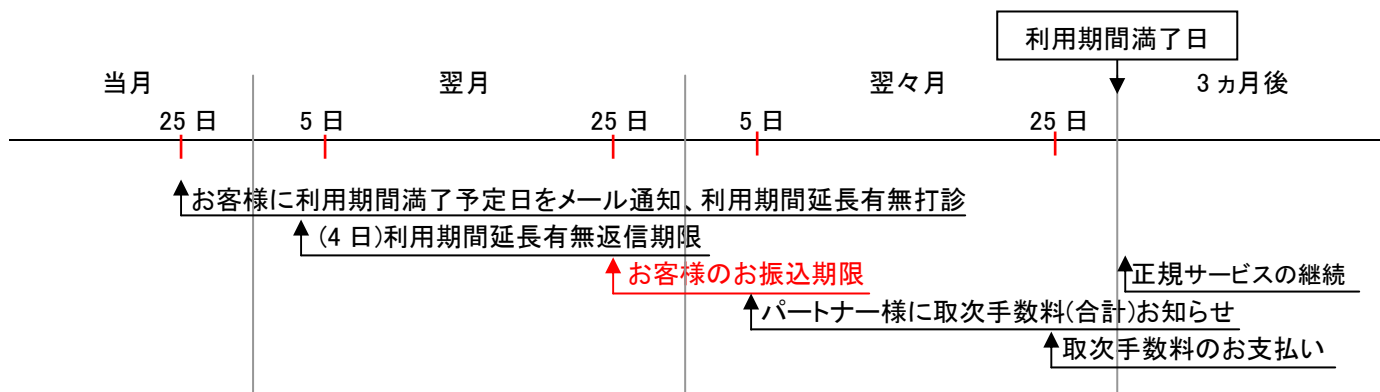 利用期間満了日
当月 翌月 翌々月 3ヵ月後
25日 5日 25日 5日 25日
お客様に利用期間満了予定日をメール通知、利用期間延長有無打診
(4日)利用期間延長有無返信期限
お客様のお振込期限 正規サービスの継続
パートナー様に取次手数料(合計)お知らせ
取次手数料のお支払い